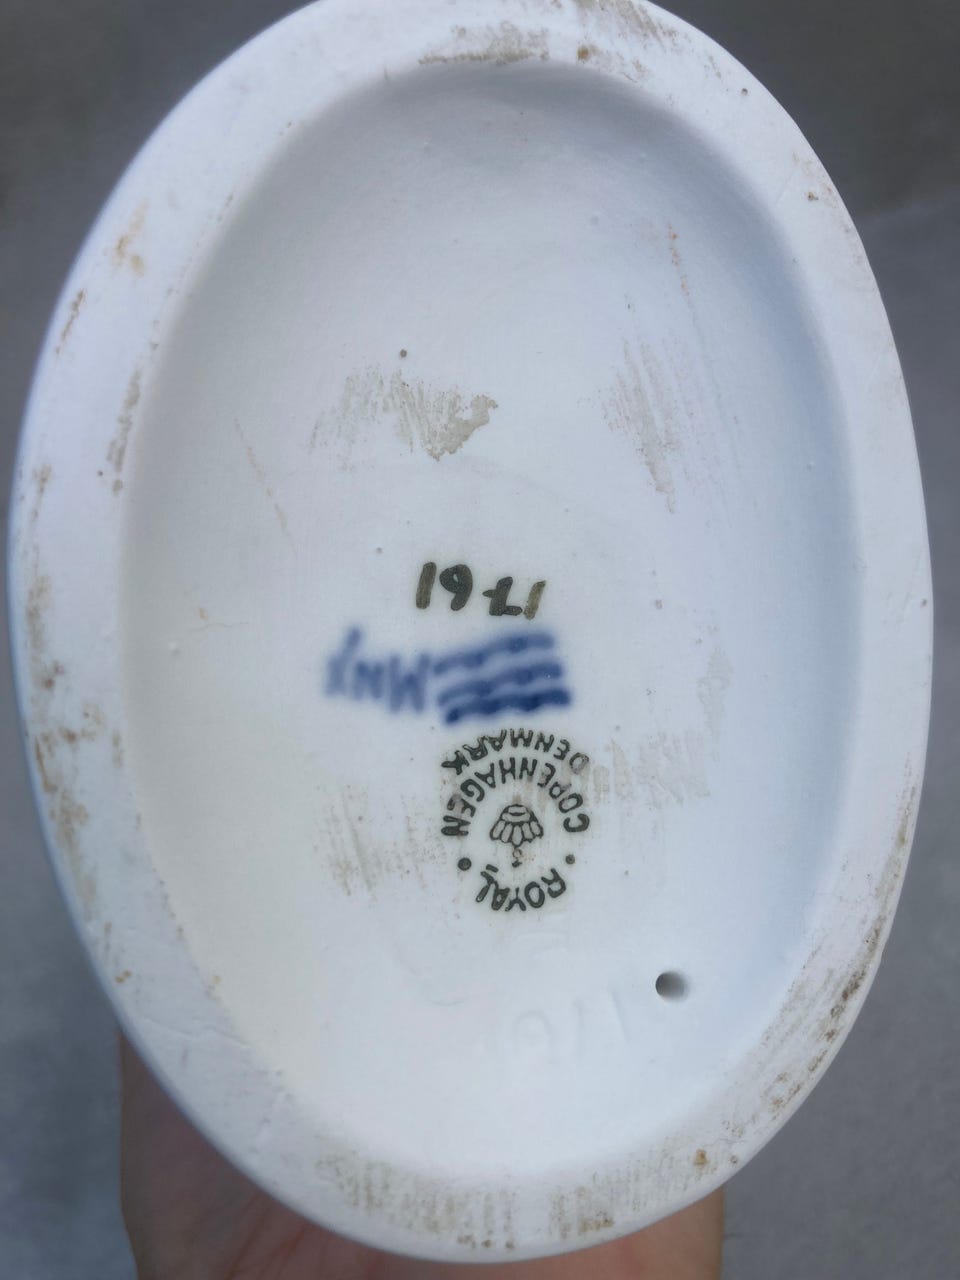 ROYAL
COPENHAGEN
DENMARK
1761